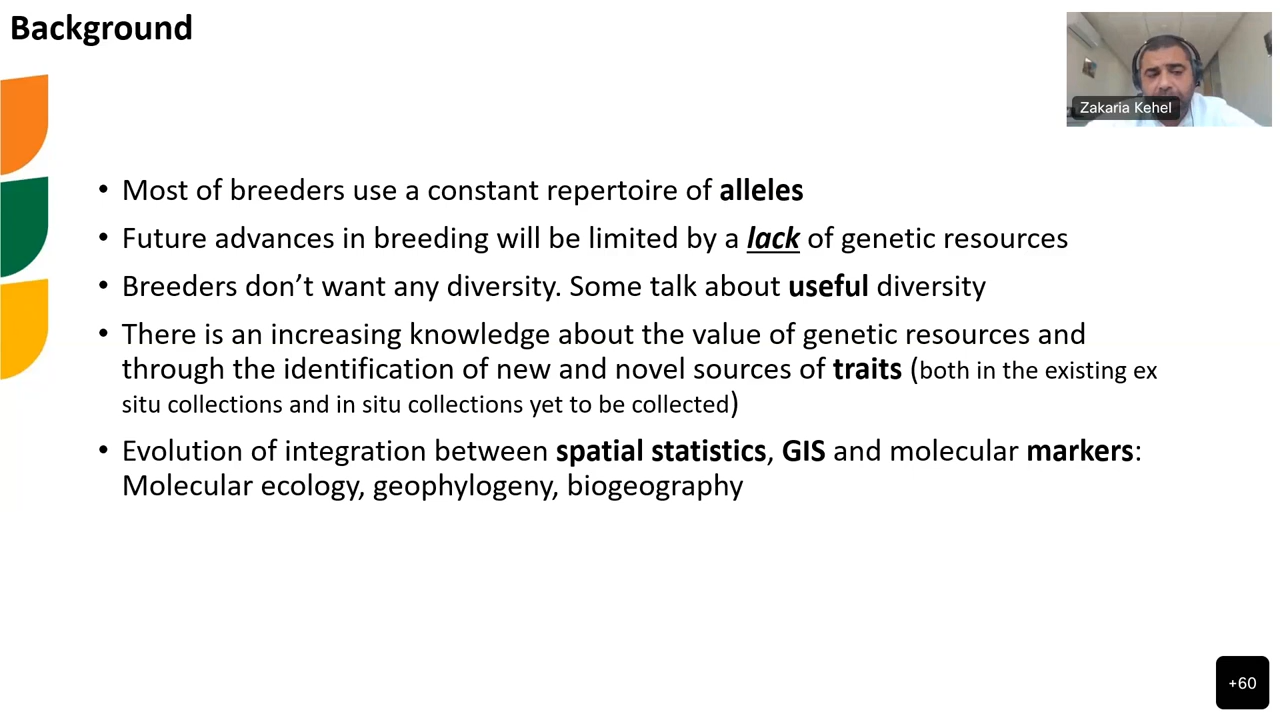 Background
Zakaria Kehel
• Most of breeders use a constant repertoire of alleles
• Future advances in breeding will be limited by a lack of genetic resources
• Breeders don’t want any diversity. Some talk about useful diversity
• There is an increasing knowledge about the value of genetic resources and
through the identification of new and novel sources of traits (both in the existing ex
situ collections and in situ collections yet to be collected)
• Evolution of integration between spatial statistics, GIS and molecular markers:
Molecular ecology, geophylogeny, biogeography
+60